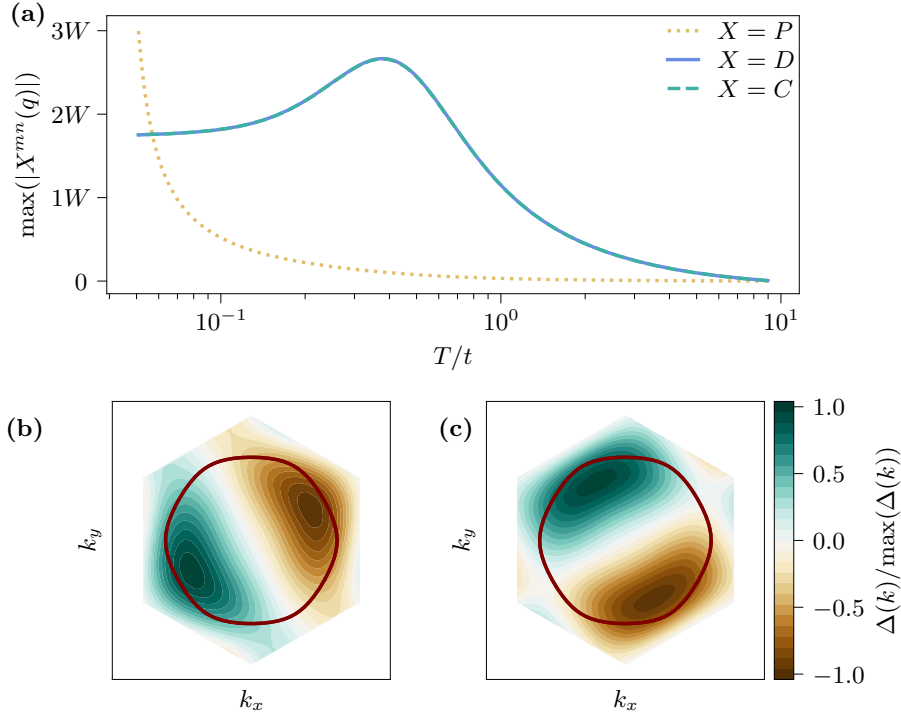 (a)
3W
2W
1W
0
max(|X^{mn}(q)|)
X = P
X = D
X = C
10^{−1}
10^{0}
10^{1}
T/t
(b)
k_y
k_x
(c)
k_y
k_x
1.0
0.5
0.0
−0.5
−1.0
Δ(k)/max(Δ(k))